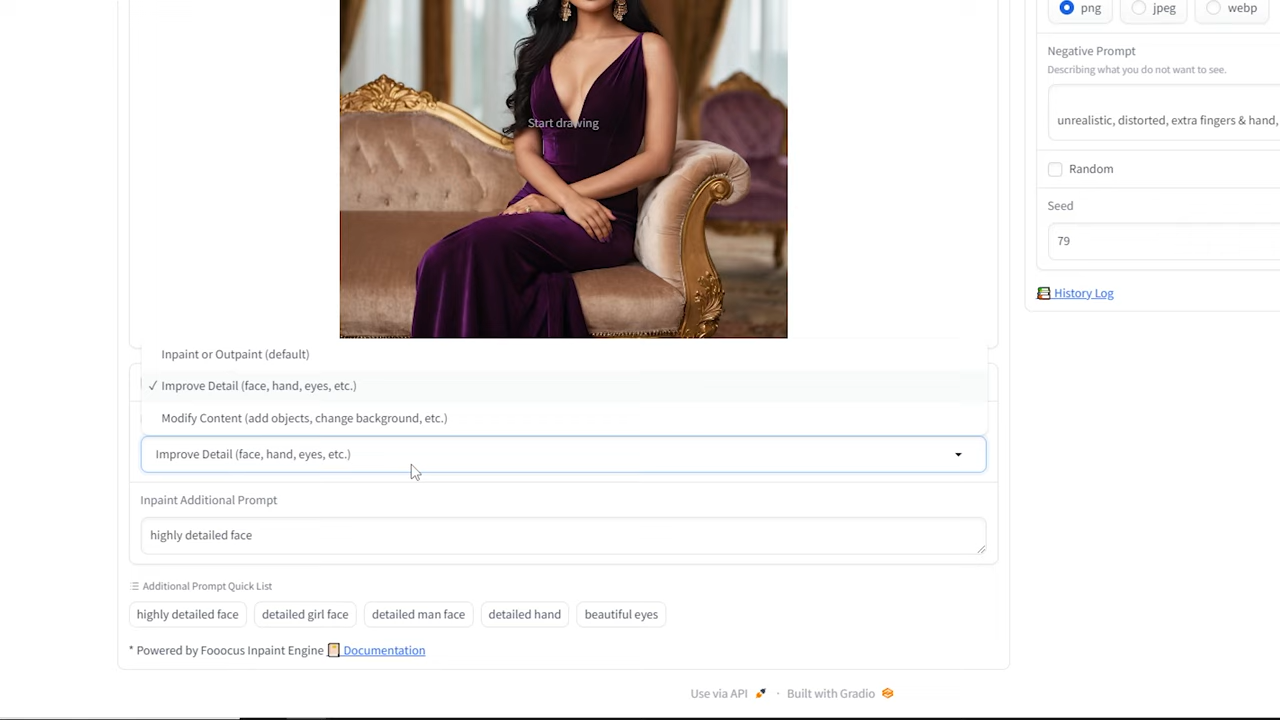 png
jpeg
webp
Negative Prompt
Describing what you do not want to see.
unrealistic, distorted, extra fingers & hand,
Random
Seed
79
History Log
Start drawing
Inpaint or Outpaint (default)
✓ Improve Detail (face, hand, eyes, etc.)
Modify Content (add objects, change background, etc.)
Improve Detail (face, hand, eyes, etc.)
Inpaint Additional Prompt
highly detailed face
Additional Prompt Quick List
highly detailed face
detailed girl face
detailed man face
detailed hand
beautiful eyes
* Powered by Fooocus Inpaint Engine Documentation
Use via API · Built with Gradio